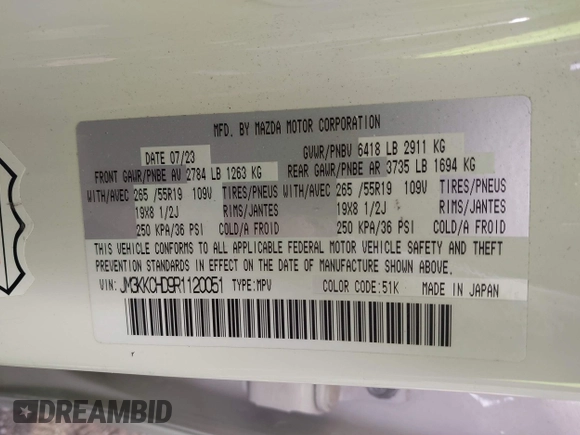 MFD. BY MAZDA MOTOR CORPORATION
DATE 07/23 GVWR/PNBV 6418 LB 2911 KG
FRONT GAWR/PNBE AV 2784 LB 1263 KG REAR GAWR/PNBE AR 3735 LB 1694 KG
WITH/AVEC 265 /55R19 109V TIRES/PNEUS WITH/AVEC 265 /55R19 109V TIRES/PNEUS
19X8 1/2J RIMS/JANTES 19X8 1/2J RIMS/JANTES
250 KPA/36 PSI COLD/A FROID 250 KPA/36 PSI COLD/A FROID
THIS VEHICLE CONFORMS TO ALL APPLICABLE FEDERAL MOTOR VEHICLE SAFETY AND THEFT
PREVENTION STANDARDS IN EFFECT ON THE DATE OF MANUFACTURE SHOWN ABOVE.
VIN: JM3KKCHD9R1120051 TYPE:MPV COLOR CODE:51K MADE IN JAPAN
DREAMBID